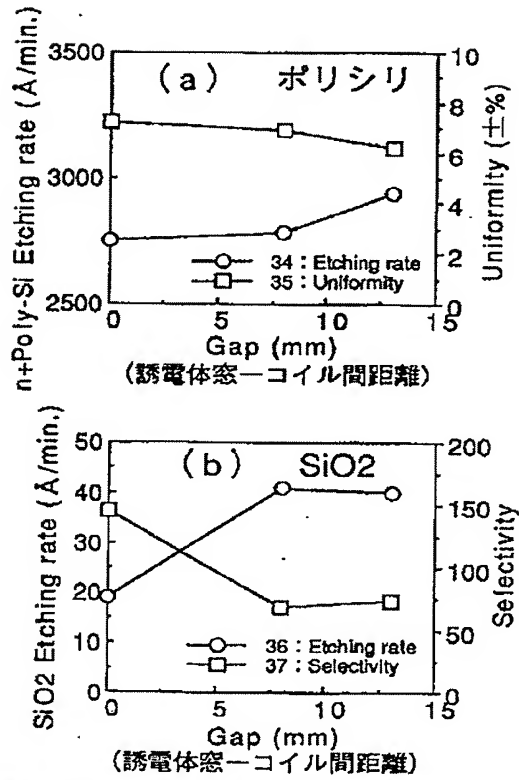 3500
3000
2500
n+Poly-Si Etching rate (Å/min.)
(a) ポリシリ
34 : Etching rate
35 : Uniformity
10
8
6
4
2
0
Uniformity (±%)
0 5 10 15
Gap (mm)
(誘電体窓ーコイル間距離)
50
40
30
20
10
0
SiO2 Etching rate (Å/min.)
(b) SiO2
36 : Etching rate
37 : Selectivity
200
150
100
50
0
Selectivity
0 5 10 15
Gap (mm)
(誘電体窓ーコイル間距離)